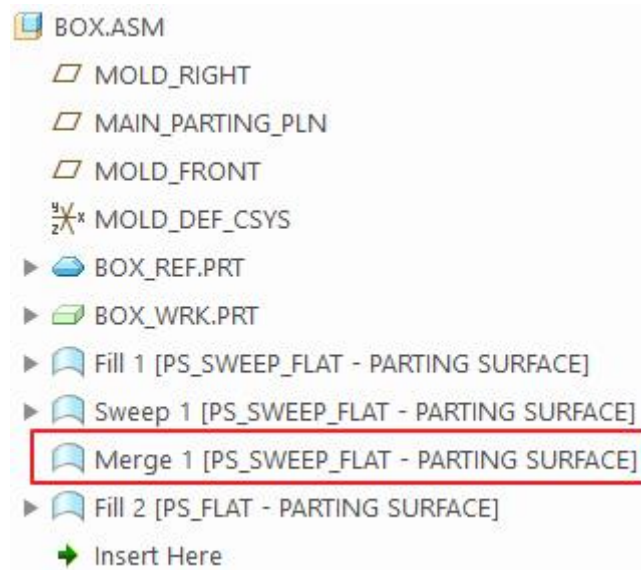 BOX.ASM
MOLD_RIGHT
MAIN_PARTING_PLN
MOLD_FRONT
MOLD_DEF_CSYS
BOX_REF.PRT
BOX_WRK.PRT
Fill 1 [PS_SWEEP_FLAT - PARTING SURFACE]
Sweep 1 [PS_SWEEP_FLAT - PARTING SURFACE]
Merge 1 [PS_SWEEP_FLAT - PARTING SURFACE]
Fill 2 [PS_FLAT - PARTING SURFACE]
Insert Here